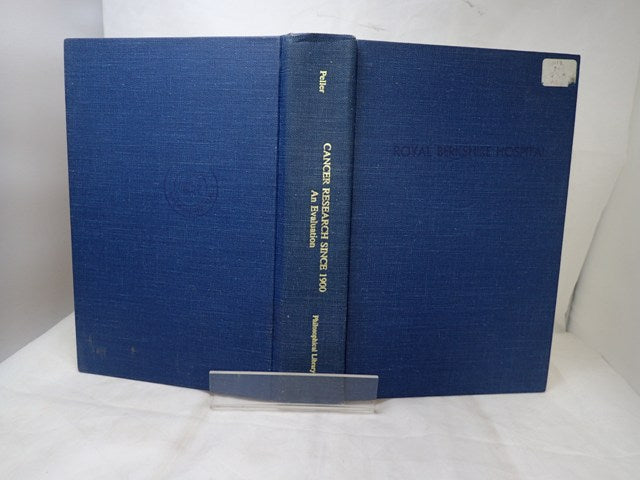 Peller
CANCER RESEARCH SINCE 1900
An Evaluation
Philosophical Library
ROYAL BERKSHIRE HOSPITAL